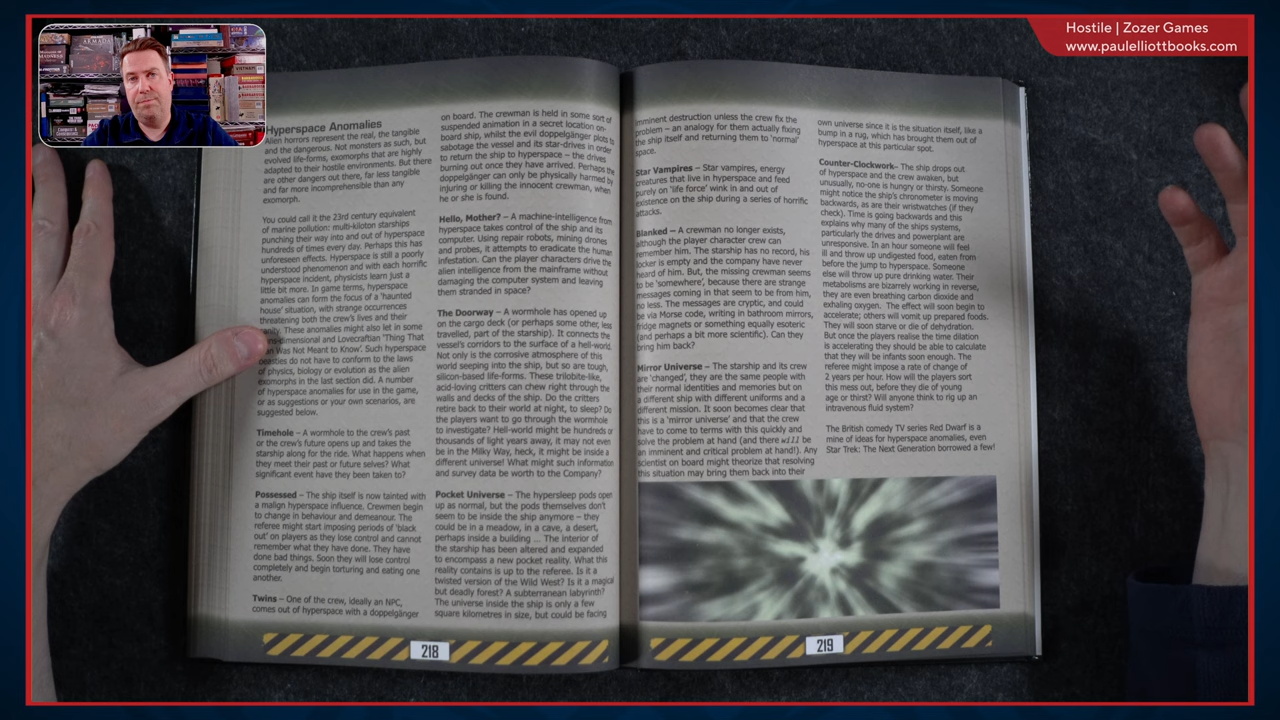 Hostile | Zozer Games
www.paulelliottbooks.com
Hyperspace Anomalies
Alien horrors represent the real, the tangible
and the dangerous. Not monsters as such, but
evolved life-forms, exomorphs that are highly
adapted to their hostile environments. But there
are other dangers out there, far less tangible
and far more incomprehensible than any
exomorph.
You could call it the 23rd century equivalent
of marine pollution: multi-kiloton starships
punching their way into and out of hyperspace
hundreds of times every day. Perhaps this has
unforeseen effects. Hyperspace is still a poorly
understood phenomenon and with each horrific
hyperspace incident, physicists learn just a
little bit more. In game terms, hyperspace
anomalies can form the focus of a 'haunted
house' situation, with strange occurrences
threatening both the crew's lives and their
sanity. These anomalies might also let in some
-dimensional and Lovecraftian 'Thing That
Man Was Not Meant to Know'. Such hyperspace
beasties do not have to conform to the laws
of physics, biology or evolution as the alien
exomorphs in the last section did. A number
of hyperspace anomalies for use in the game,
or as suggestions or your own scenarios, are
suggested below.
Timehole – A wormhole to the crew's past
or the crew's future opens up and takes the
starship along for the ride. What happens when
they meet their past or future selves? What
significant event have they been taken to?
Possessed – The ship itself is now tainted with
a malign hyperspace influence. Crewmen begin
to change in behaviour and demeanour. The
referee might start imposing periods of 'black
out' on players as they lose control and cannot
remember what they have done. They have
done bad things. Soon they will lose control
completely and begin torturing and eating one
another.
Twins – One of the crew, ideally an NPC,
comes out of hyperspace with a doppelgänger
on board. The crewman is held in some sort of
suspended animation in a secret location on-
board ship, whilst the evil doppelgänger plots to
sabotage the vessel and its star-drives in order
to return the ship to hyperspace – the drives
burning out once they have arrived. Perhaps the
doppelgänger can only be physically harmed by
injuring or killing the innocent crewman, when
he or she is found.
Hello, Mother? – A machine-intelligence from
hyperspace takes control of the ship and its
computer. Using repair robots, mining drones
and probes, it attempts to eradicate the human
infestation. Can the player characters drive the
alien intelligence from the mainframe without
damaging the computer system and leaving
them stranded in space?
The Doorway – A wormhole has opened up
on the cargo deck (or perhaps some other, less
travelled, part of the starship). It connects the
vessel's corridors to the surface of a hell-world.
Not only is the corrosive atmosphere of this
world seeping into the ship, but so are tough,
silicon-based life-forms. These trilobite-like,
acid-loving critters can chew right through the
walls and decks of the ship. Do the critters
retire back to their world at night, to sleep? Do
the players want to go through the wormhole
to investigate? Hell-world might be hundreds or
thousands of light years away, it may not even
be in the Milky Way, heck, it might be inside a
different universe! What might such information
and survey data be worth to the Company?
Pocket Universe – The hypersleep pods open
up as normal, but the pods themselves don't
seem to be inside the ship anymore – they
could be in a meadow, in a cave, a desert,
perhaps inside a building ... The interior of
the starship has been altered and expanded
to encompass a new pocket reality. What this
reality contains is up to the referee. Is it a
twisted version of the Wild West? Is it a magical
but deadly forest? A subterranean labyrinth?
The universe inside the ship is only a few
square kilometres in size, but could be facing
218
imminent destruction unless the crew fix the
problem – an analogy for them actually fixing
the ship itself and returning them to 'normal'
space.
Star Vampires – Star vampires, energy
creatures that live in hyperspace and feed
purely on 'life force' wink in and out of
existence on the ship during a series of horrific
attacks.
Blanked – A crewman no longer exists,
although the player character crew can
remember him. The starship has no record, his
locker is empty and the company have never
heard of him. But, the missing crewman seems
to be 'somewhere', because there are strange
messages coming in that seem to be from him,
no less. The messages are cryptic, and could
be via Morse code, writing in bathroom mirrors,
fridge magnets or something equally esoteric
(and perhaps a bit more scientific). Can they
bring him back?
Mirror Universe – The starship and its crew
are 'changed', they are the same people with
their normal identities and memories but on
a different ship with different uniforms and a
different mission. It soon becomes clear that
this is a 'mirror universe' and that the crew
have to come to terms with this quickly and
solve the problem at hand (and there will be
an imminent and critical problem at hand!). Any
scientist on board might theorize that resolving
this situation may bring them back into their
own universe since it is the situation itself, like a
bump in a rug, which has brought them out of
hyperspace at this particular spot.
Counter-Clockwork– The ship drops out
of hyperspace and the crew awaken, but
unusually, no-one is hungry or thirsty. Someone
might notice the ship's chronometer is moving
backwards, as are their wristwatches (if they
check). Time is going backwards and this
explains why many of the ships systems,
particularly the drives and powerplant are
unresponsive. In an hour someone will feel
ill and throw up undigested food, eaten from
before the jump to hyperspace. Someone
else will throw up pure drinking water. Their
metabolisms are bizarrely working in reverse,
they are even breathing carbon dioxide and
exhaling oxygen. The effect will soon begin to
accelerate; others will vomit up prepared foods.
They will soon starve or die of dehydration.
But once the players realise the time dilation
is accelerating they should be able to calculate
that they will be infants soon enough. The
referee might impose a rate of change of
2 years per hour. How will the players sort
this mess out, before they die of young
age or thirst? Will anyone think to rig up an
intravenous fluid system?
The British comedy TV series Red Dwarf is a
mine of ideas for hyperspace anomalies, even
Star Trek: The Next Generation borrowed a few!
219